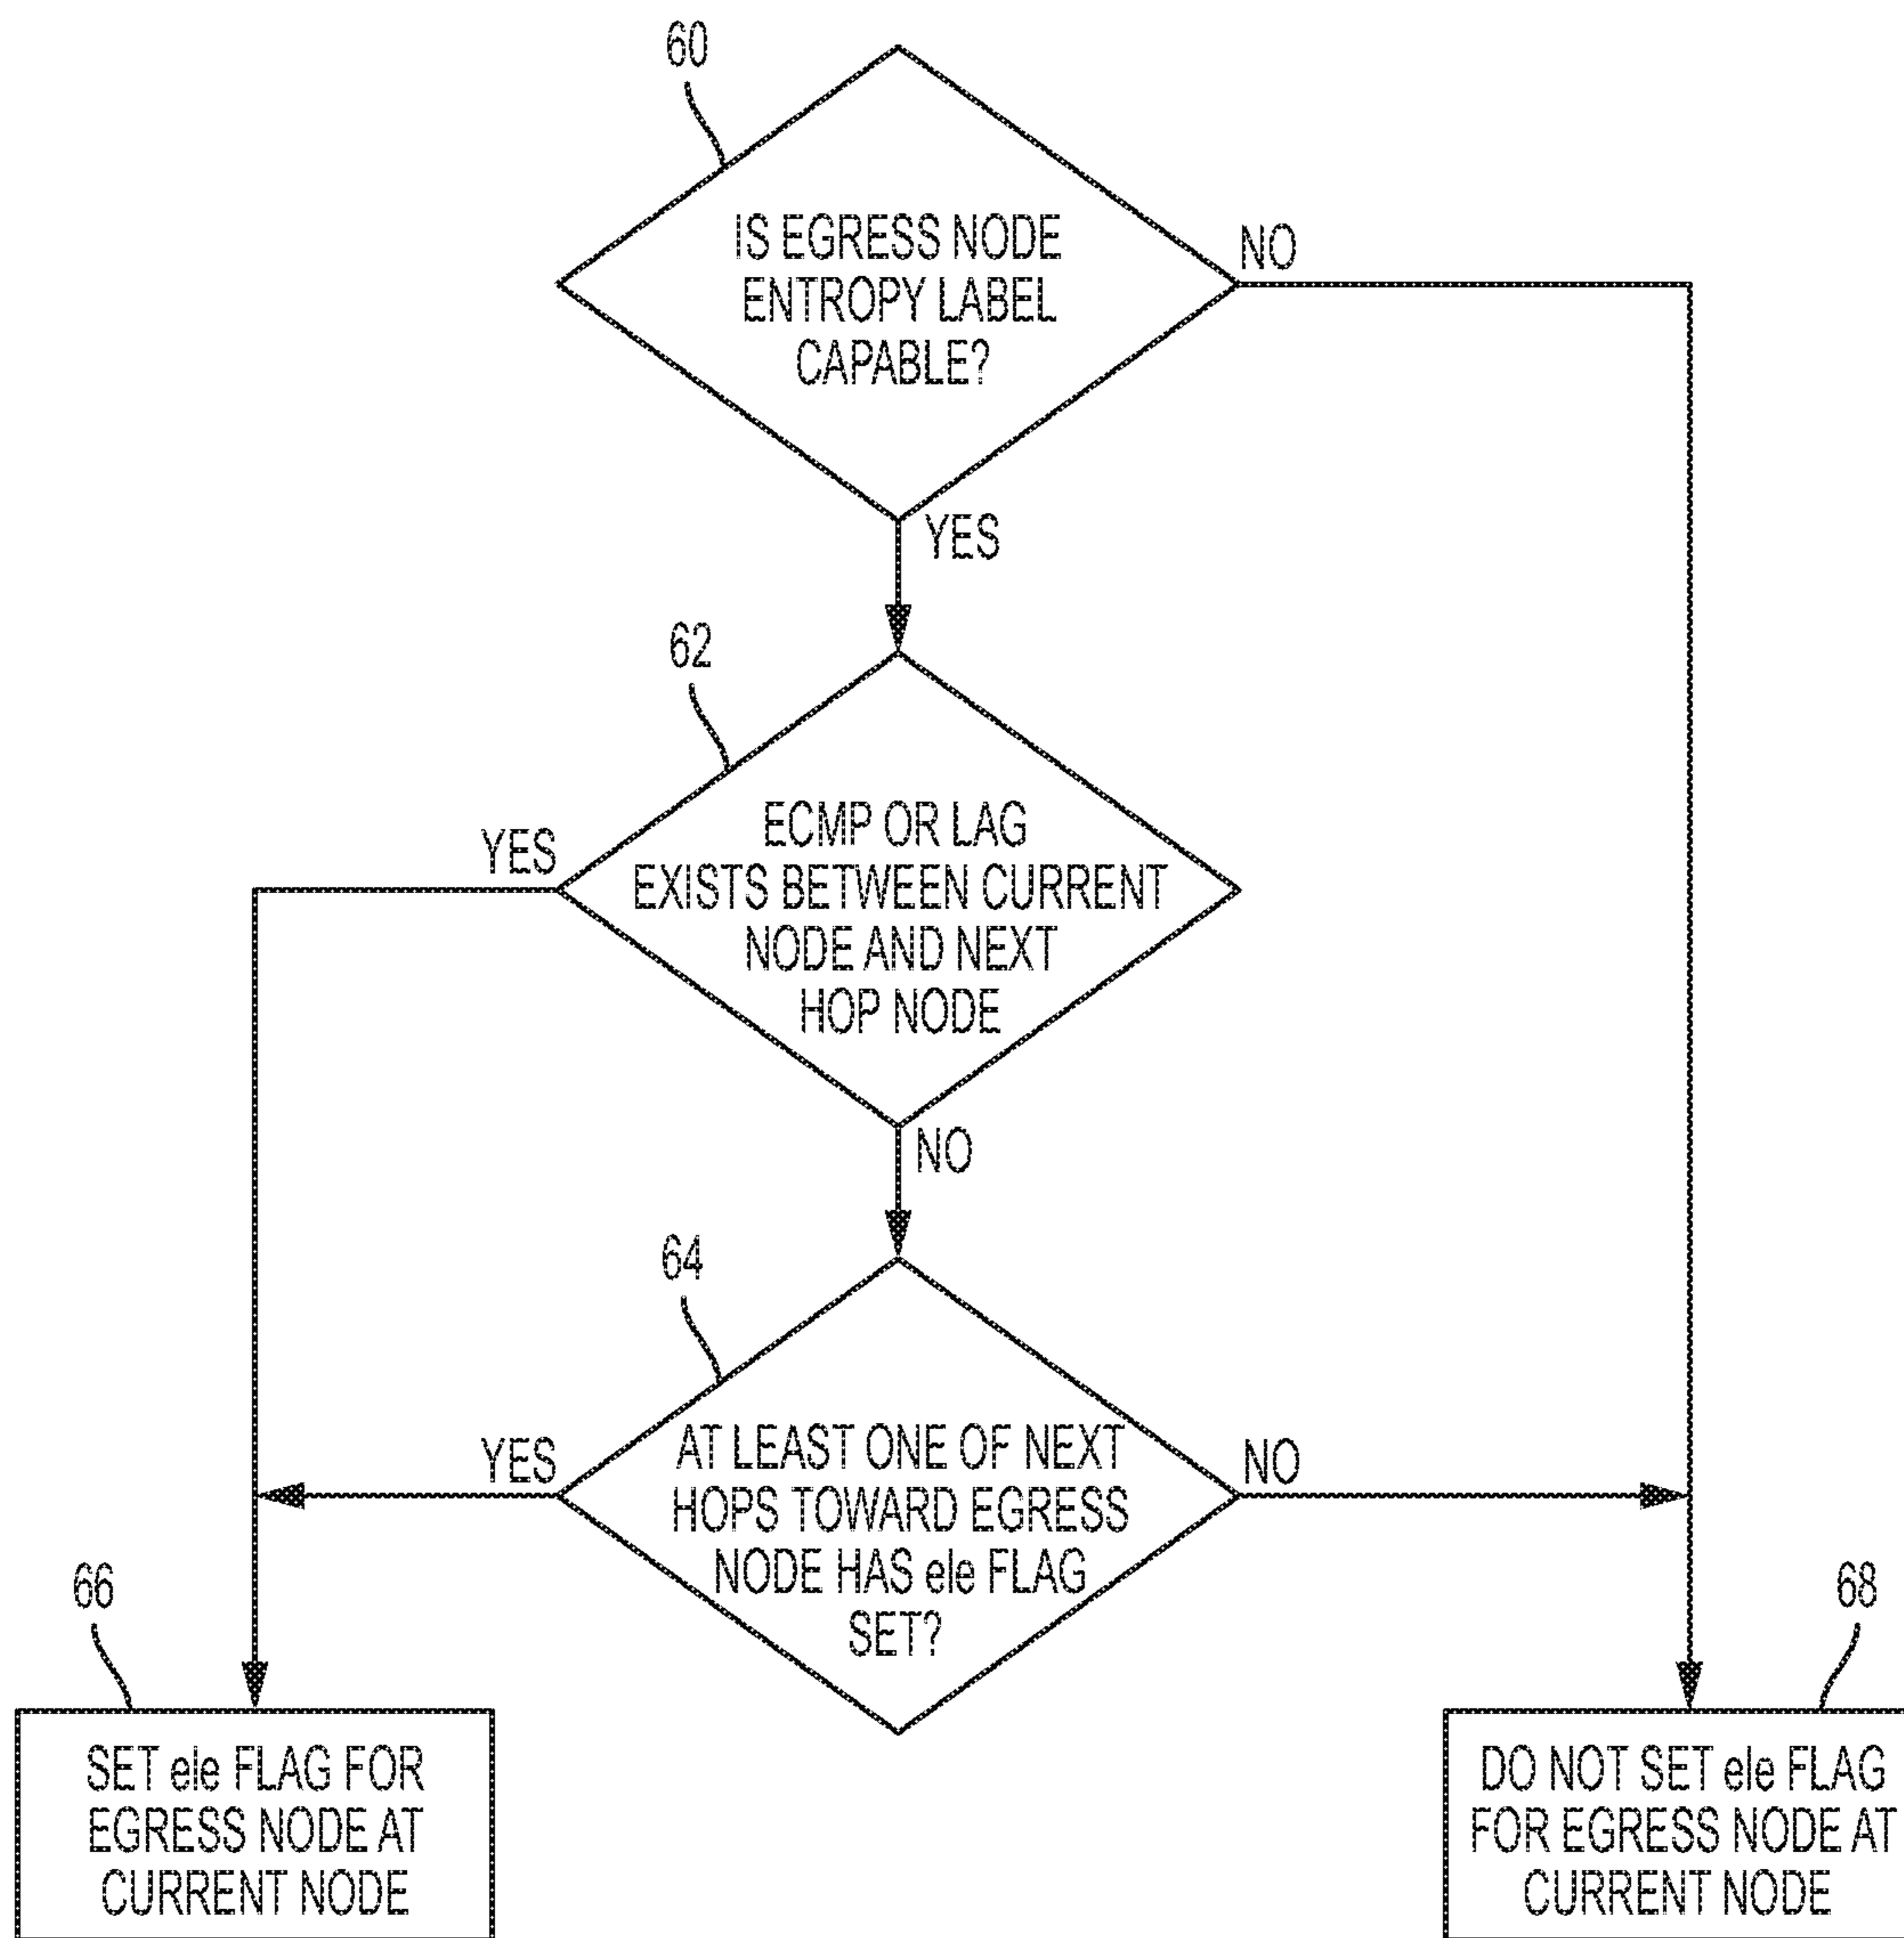 60
IS EGRESS NODE
ENTROPY LABEL
CAPABLE?
NO
YES
62
ECMP OR LAG
EXISTS BETWEEN CURRENT
NODE AND NEXT
HOP NODE
YES
NO
64
AT LEAST ONE OF NEXT
HOPS TOWARD EGRESS
NODE HAS ele FLAG
SET?
YES
NO
66
SET ele FLAG FOR
EGRESS NODE AT
CURRENT NODE
68
DO NOT SET ele FLAG
FOR EGRESS NODE AT
CURRENT NODE